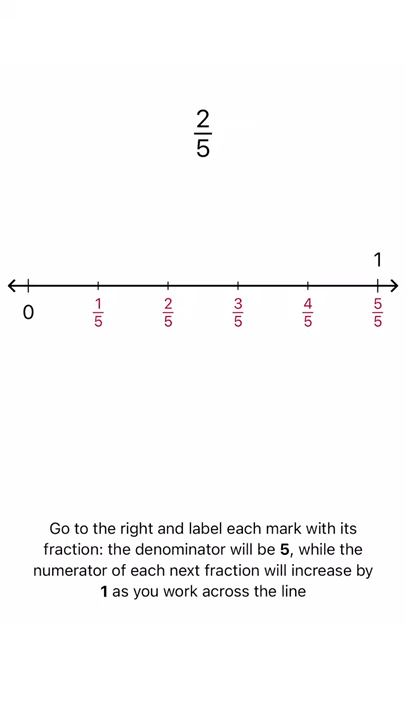 2/5
1
0 1/5 2/5 3/5 4/5 5/5
Go to the right and label each mark with its
fraction: the denominator will be 5, while the
numerator of each next fraction will increase by
1 as you work across the line